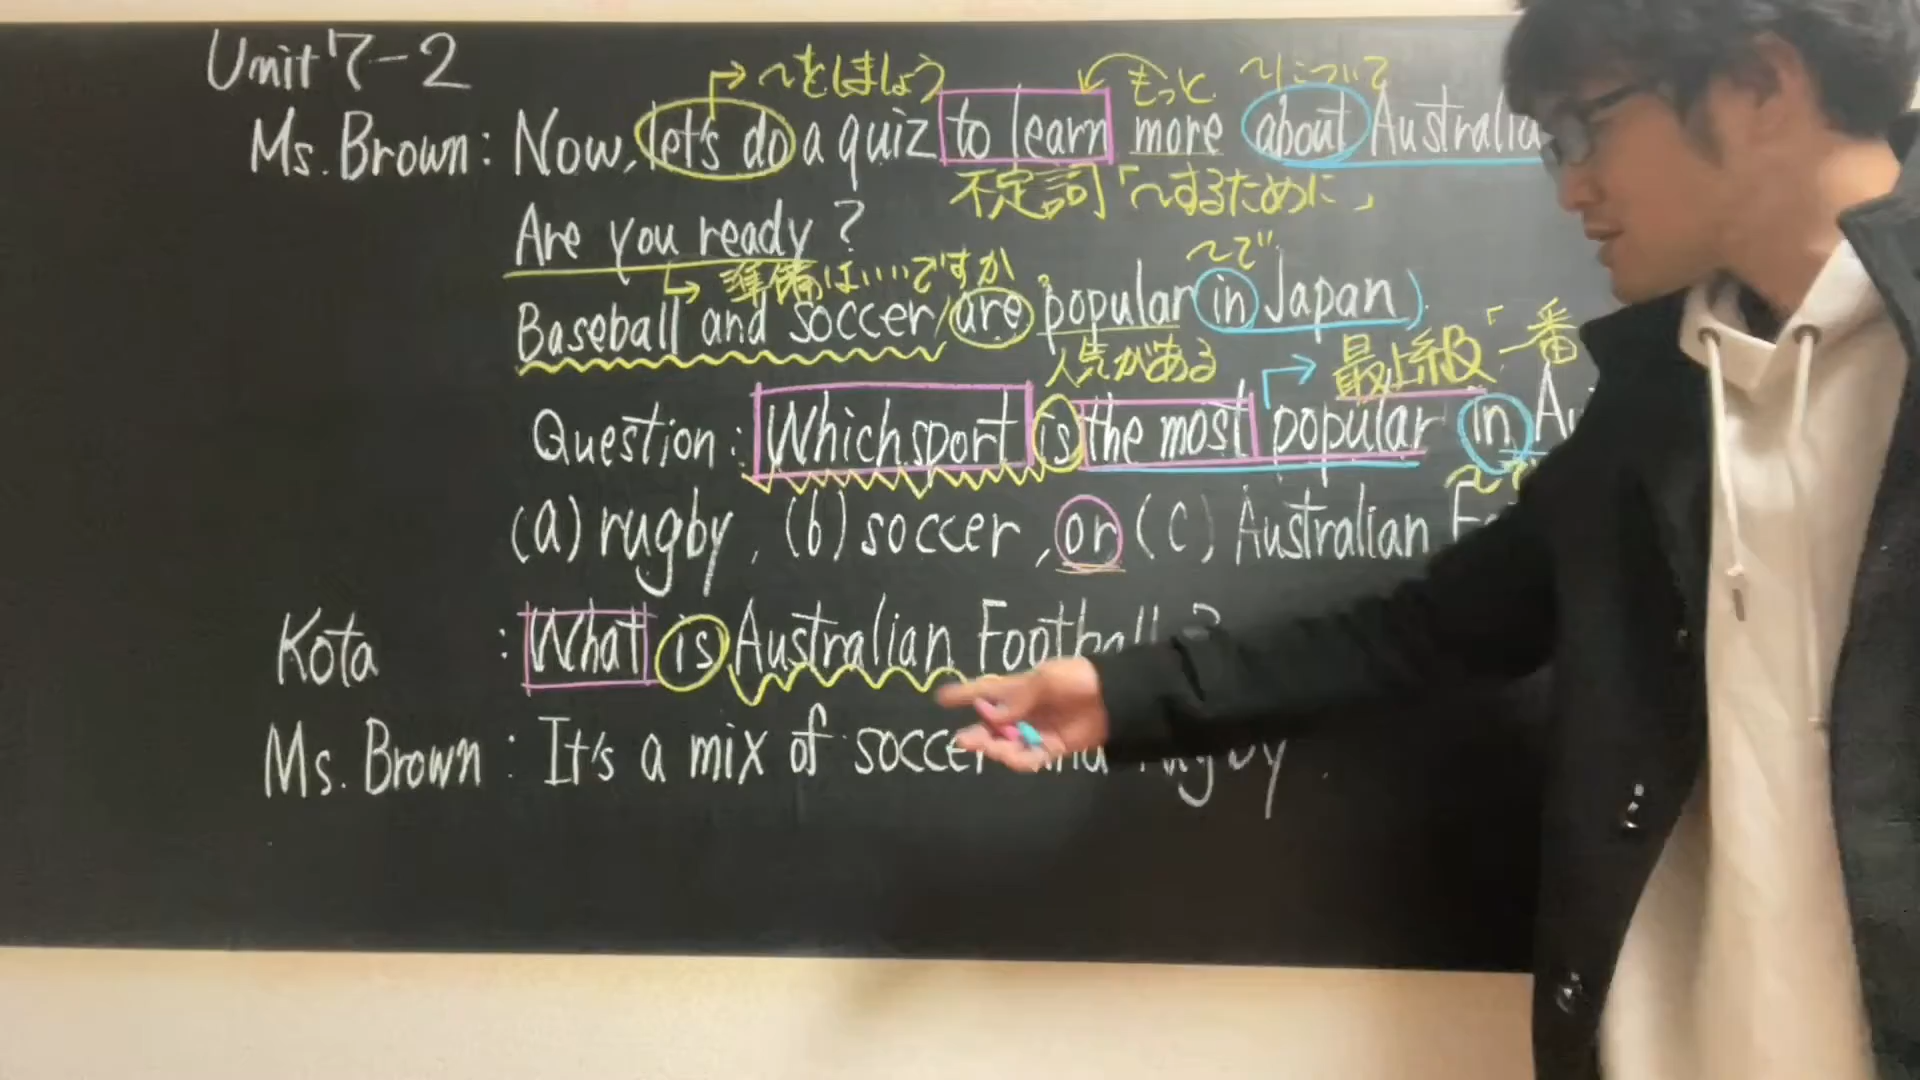 Unit 7-2
~をしましょう もっと ~について
Ms. Brown : Now, let's do a quiz to learn more about Australia
不定詞「~するために」
Are you ready ?
準備はいいですか。 ~で
Baseball and soccer are popular in Japan.
人気がある 最上級「一番
Question : Which sport is the most popular in
(a) rugby, (b) soccer, or (c) Australian
Kota : What is Australian Football ?
Ms. Brown : It's a mix of soccer and rugby.